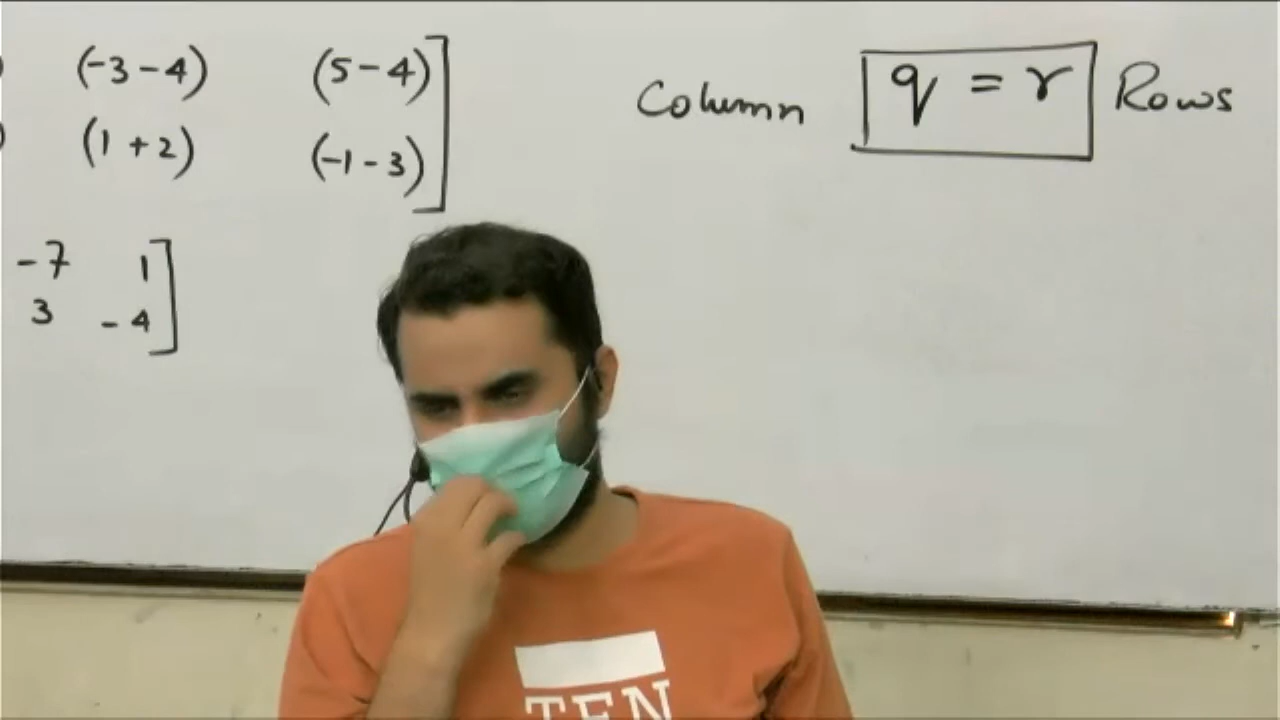 (-3 - 4) (5 - 4)
(1 + 2) (-1 - 3)
-7 1
3 -4
Column q = r Rows
TEN